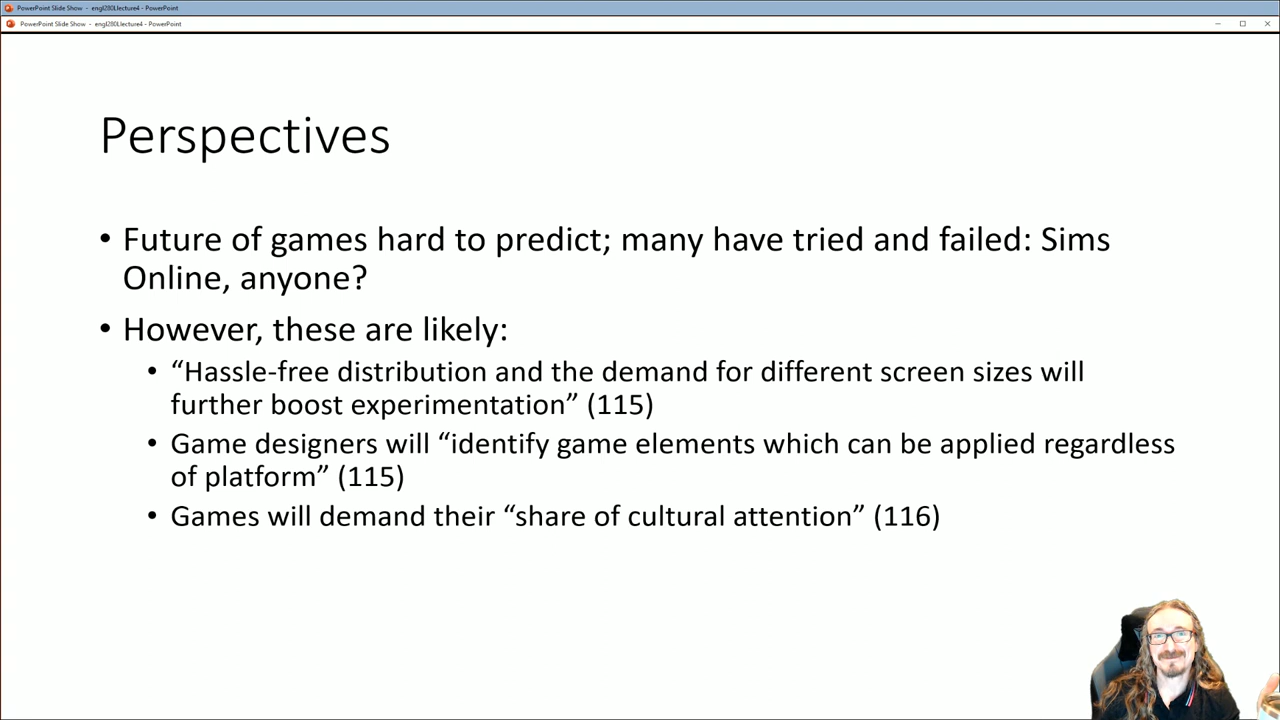 PowerPoint Slide Show - engl280Llecture4 - PowerPoint
PowerPoint Slide Show - engl280Llecture4 - PowerPoint
Perspectives
• Future of games hard to predict; many have tried and failed: Sims
Online, anyone?
• However, these are likely:
• “Hassle-free distribution and the demand for different screen sizes will
further boost experimentation” (115)
• Game designers will “identify game elements which can be applied regardless
of platform” (115)
• Games will demand their “share of cultural attention” (116)